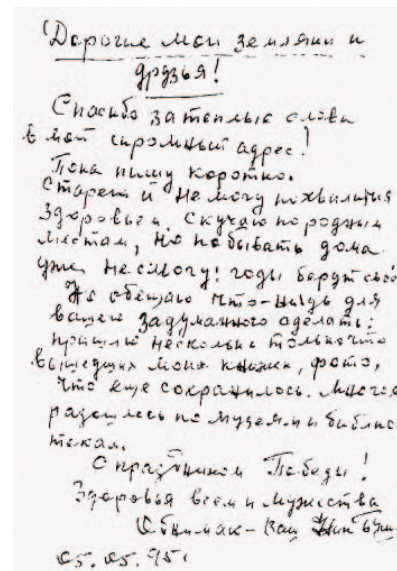 Дорогие мои земляки и
друзья!
Спасибо за теплые слова
в мой скромный адрес!
Пока пишу коротко.
Старею и не могу похвалиться
здоровьем. Скучаю по родным
местам, но побывать дома
уже не смогу: годы берут своё
Но обещаю что-нибудь для
вашего задуманного сделать:
пришлю несколько только что
вышедших моих книжек, фото,
что еще сохранилось. Многое
разошлось по музеям и библио
текам.
С праздником Победы!
Здоровья всем и мужества
Обнимаю – Ваш
05.05.95.